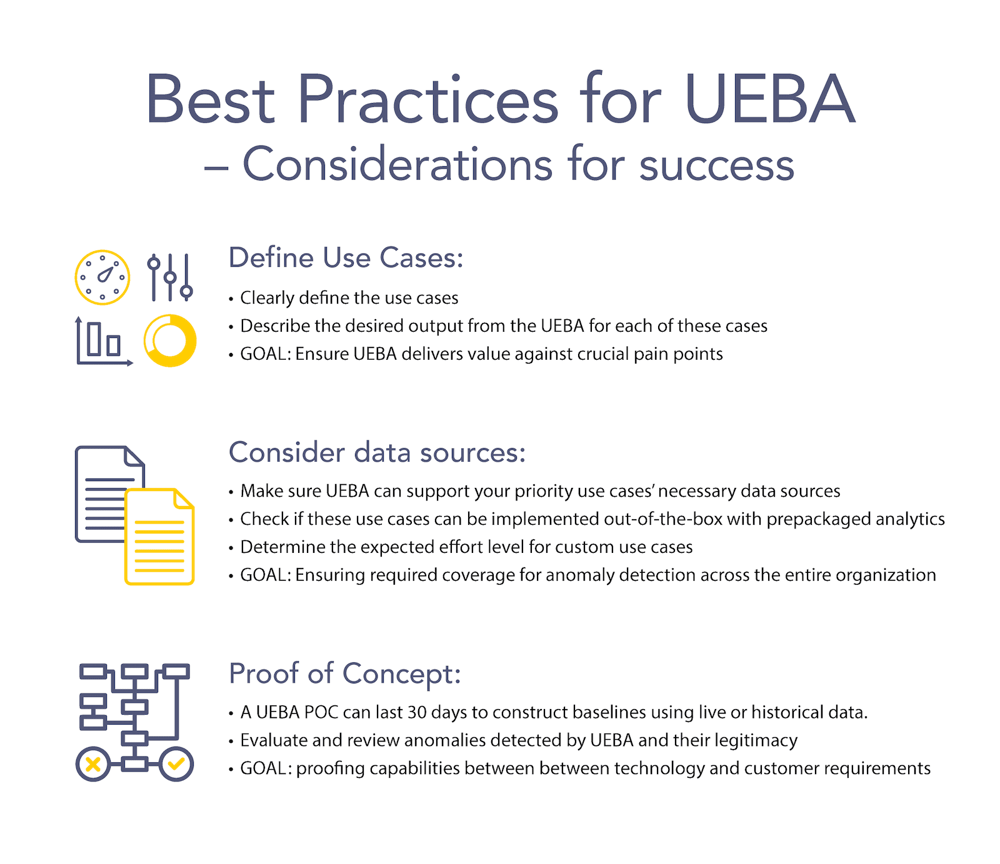 Best Practices for UEBA
– Considerations for success
Define Use Cases:
• Clearly define the use cases
• Describe the desired output from the UEBA for each of these cases
• GOAL: Ensure UEBA delivers value against crucial pain points
Consider data sources:
• Make sure UEBA can support your priority use cases’ necessary data sources
• Check if these use cases can be implemented out-of-the-box with prepackaged analytics
• Determine the expected effort level for custom use cases
• GOAL: Ensuring required coverage for anomaly detection across the entire organization
Proof of Concept:
• A UEBA POC can last 30 days to construct baselines using live or historical data.
• Evaluate and review anomalies detected by UEBA and their legitimacy
• GOAL: proofing capabilities between between technology and customer requirements